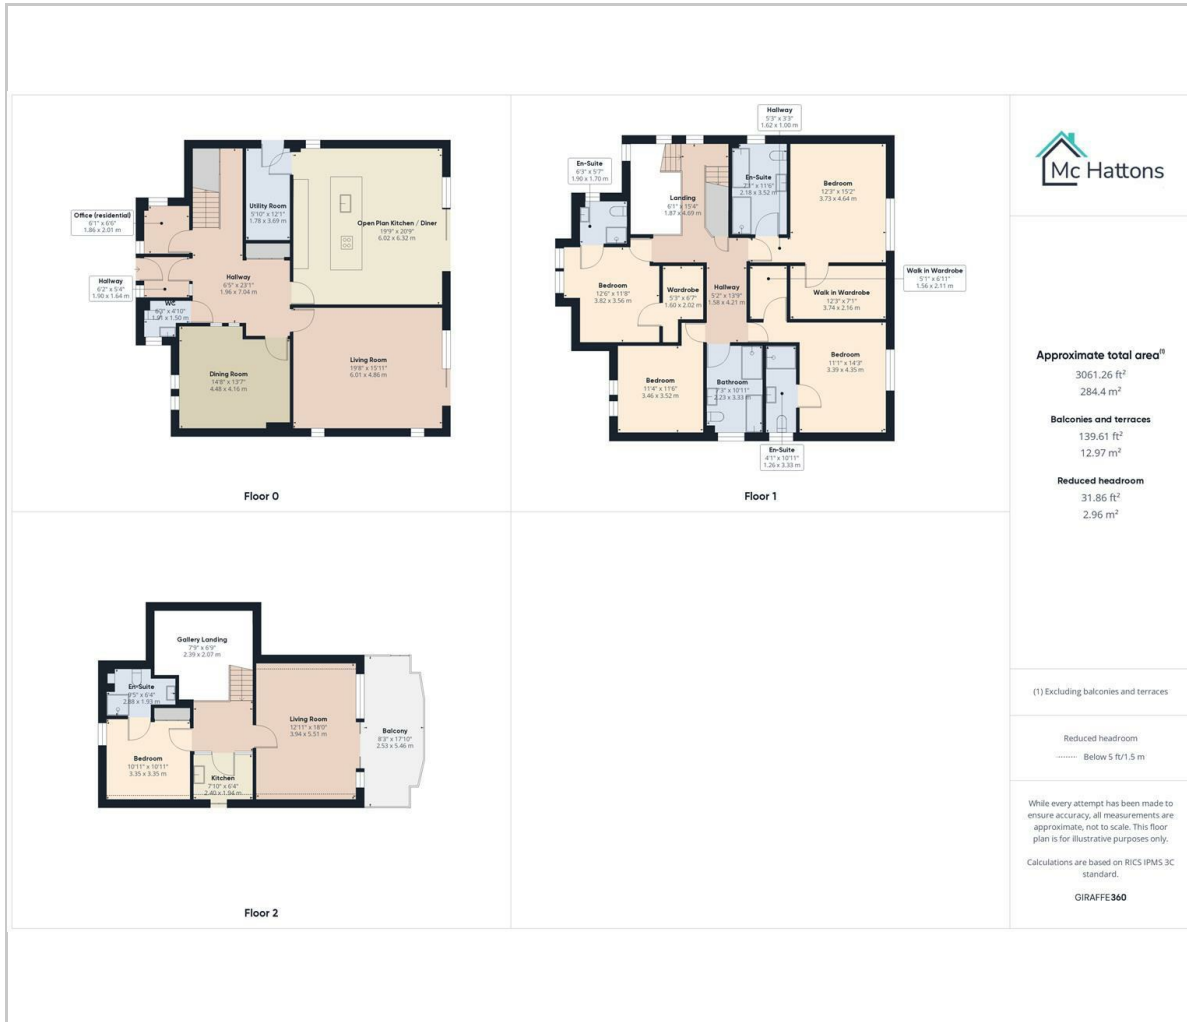 Office (residential)
6'1" x 6'6"
1.86 x 2.01 m
Utility Room
5'10" x 12'1"
1.78 x 3.69 m
Open Plan Kitchen / Diner
19'9" x 20'9"
6.02 x 6.32 m
Hallway
6'2" x 5'4"
1.90 x 1.64 m
Hallway
6'5" x 23'1"
1.96 x 7.04 m
WC
x 4'10"
x 1.50 m
Dining Room
14'8" x 13'7"
4.48 x 4.16 m
Living Room
19'8" x 15'11"
6.01 x 4.86 m
Floor 0
Hallway
5'3" x 3'3"
1.62 x 1.00 m
En-Suite
6'3" x 5'7"
1.90 x 1.70 m
Landing
6'1" x 15'4"
1.87 x 4.69 m
En-Suite
x 11'6"
2.18 x 3.52 m
Bedroom
12'3" x 15'2"
3.73 x 4.64 m
Bedroom
12'6" x 11'8"
3.82 x 3.56 m
Wardrobe
5'3" x 6'7"
1.60 x 2.02 m
Hallway
5'2" x 13'9"
1.58 x 4.21 m
Walk in Wardrobe
12'3" x 7'1"
3.74 x 2.16 m
Walk in Wardrobe
5'1" x 6'11"
1.56 x 2.11 m
Bedroom
11'4" x 11'6"
3.46 x 3.52 m
Bathroom
7'3" x 10'11"
2.23 x 3.33 m
Bedroom
11'1" x 14'3"
3.39 x 4.35 m
En-Suite
4'1" x 10'11"
1.26 x 3.33 m
Floor 1
Gallery Landing
7'9" x 6'9"
2.39 x 2.07 m
En-Suite
x 6'4"
x 1.93 m
Living Room
12'11" x 18'0"
3.94 x 5.51 m
Balcony
8'3" x 17'10"
2.53 x 5.46 m
Bedroom
10'11" x 10'11"
3.35 x 3.35 m
Kitchen
7'10" x 6'4"
2.40 x 1.94 m
Floor 2
Mc Hattons
Approximate total area(1)
3061.26 ft²
284.4 m²
Balconies and terraces
139.61 ft²
12.97 m²
Reduced headroom
31.86 ft²
2.96 m²
(1) Excluding balconies and terraces
Reduced headroom
Below 5 ft/1.5 m
While every attempt has been made to
ensure accuracy, all measurements are
approximate, not to scale. This floor
plan is for illustrative purposes only.
Calculations are based on RICS IPMS 3C
standard.
GIRAFFE360